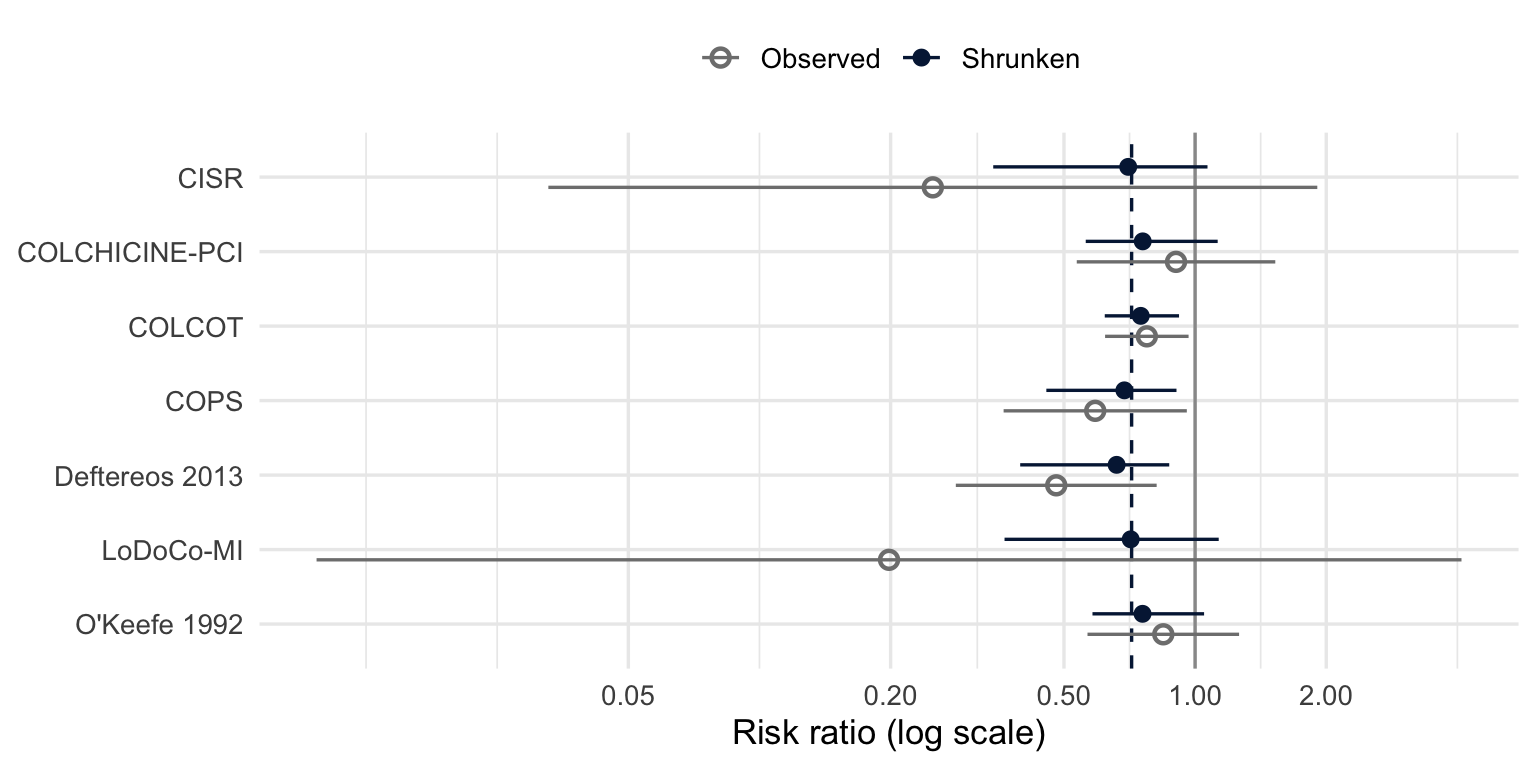 Observed Shrunken
CISR
COLCHICINE-PCI
COLCOT
COPS
Deftereos 2013
LoDoCo-MI
O'Keefe 1992
0.05 0.20 0.50 1.00 2.00
Risk ratio (log scale)